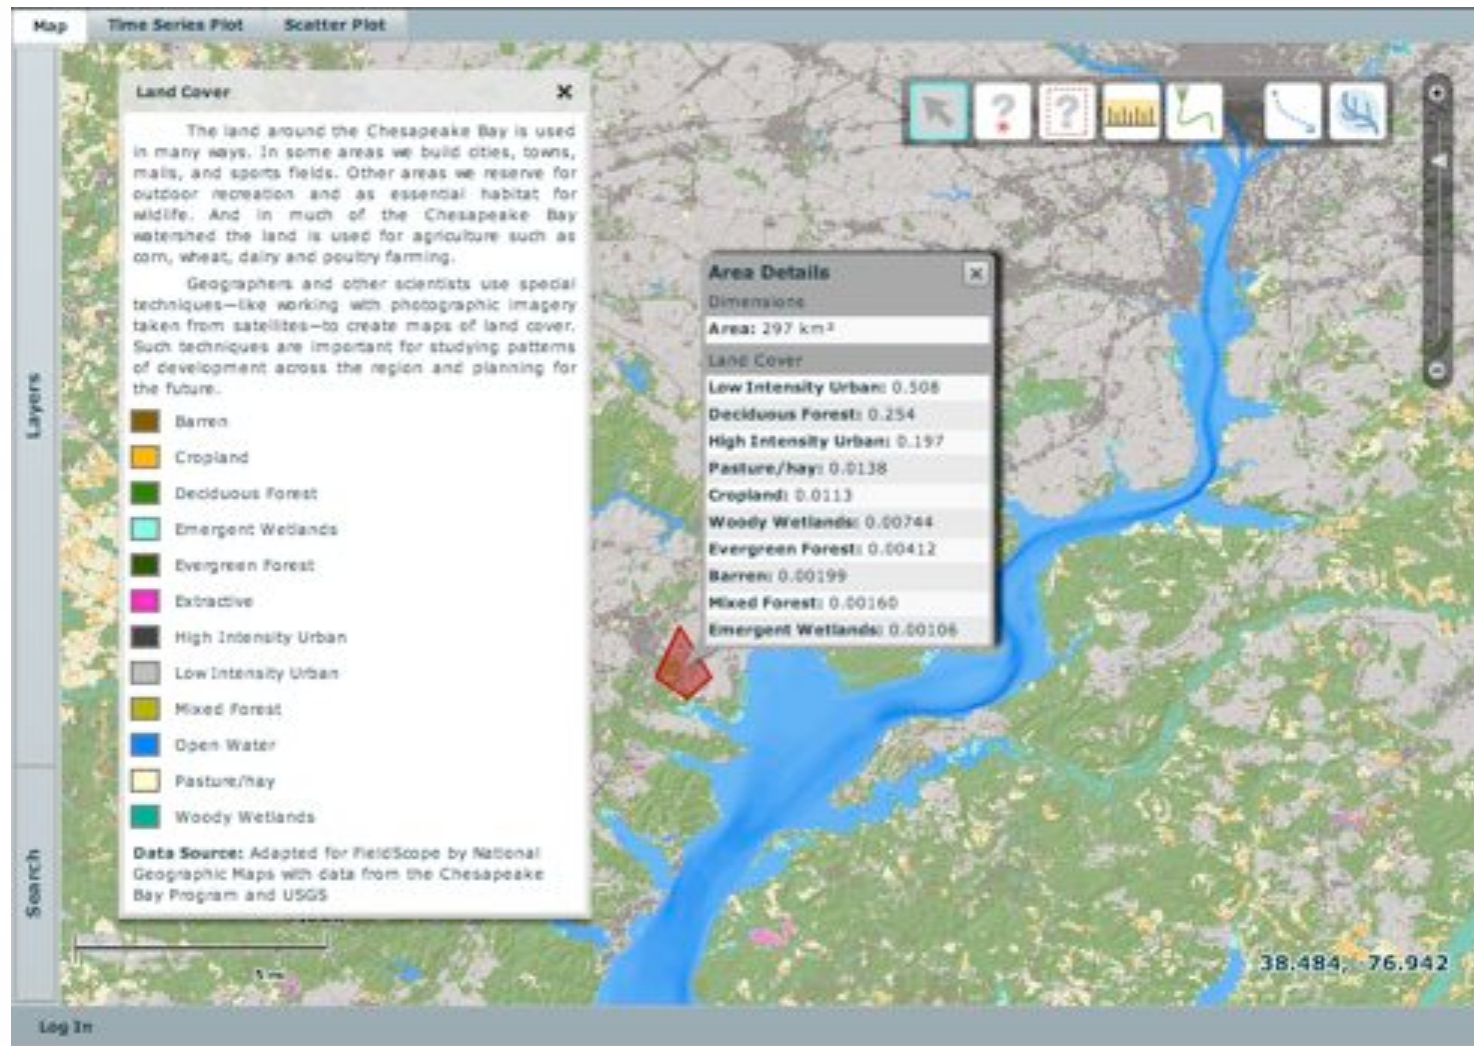 Map Time Series Plot Scatter Plot
Layers
Search
Land Cover
The land around the Chesapeake Bay is used
in many ways. In some areas we build cities, towns,
malls, and sports fields. Other areas we reserve for
outdoor recreation and as essential habitat for
wildlife. And in much of the Chesapeake Bay
watershed the land is used for agriculture such as
corn, wheat, dairy and poultry farming.
Geographers and other scientists use special
techniques—like working with photographic imagery
taken from satellites—to create maps of land cover.
Such techniques are important for studying patterns
of development across the region and planning for
the future.
Barren
Cropland
Deciduous Forest
Emergent Wetlands
Evergreen Forest
Extractive
High Intensity Urban
Low Intensity Urban
Mixed Forest
Open Water
Pasture/hay
Woody Wetlands
Data Source: Adapted for FieldScope by National
Geographic Maps with data from the Chesapeake
Bay Program and USGS
Area Details
Dimensions
Area: 297 km²
Land Cover
Low Intensity Urban: 0.508
Deciduous Forest: 0.254
High Intensity Urban: 0.197
Pasture/hay: 0.0138
Cropland: 0.0113
Woody Wetlands: 0.00744
Evergreen Forest: 0.00412
Barren: 0.00199
Mixed Forest: 0.00160
Emergent Wetlands: 0.00106
38.484, -76.942
Log In